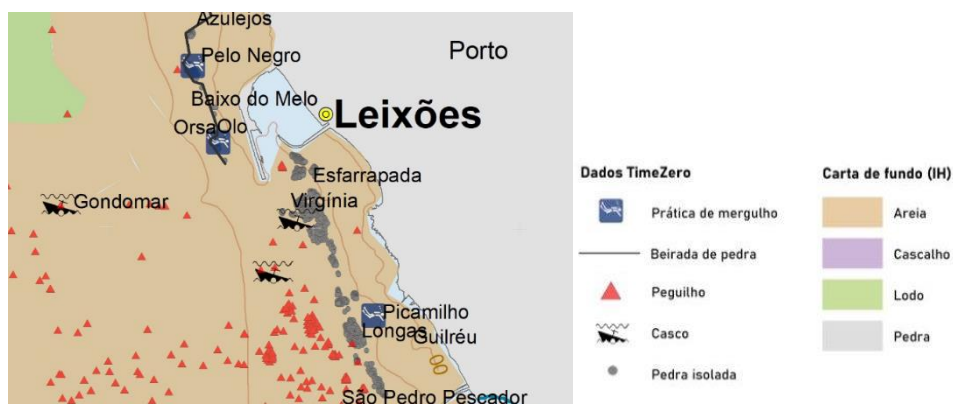 Azulejos
Pelo Negro
Porto
Baixo do Melo
Leixões
OrsaOlo
Esfarrapada
Gondomar
Virgínia
Picamilho
Longas
Guilréu
00
São Pedro Pescador
Dados TimeZero
Prática de mergulho
Beirada de pedra
Peguilho
Casco
Pedra isolada
Carta de fundo (IH)
Areia
Cascalho
Lodo
Pedra